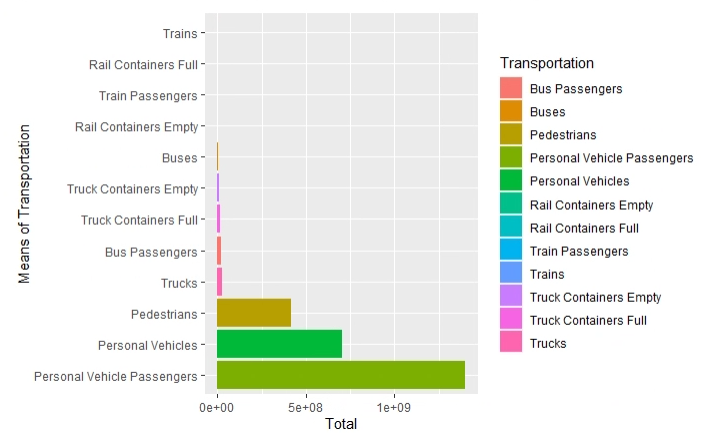 Means of Transportation
Trains
Rail Containers Full
Train Passengers
Rail Containers Empty
Buses
Truck Containers Empty
Truck Containers Full
Bus Passengers
Trucks
Pedestrians
Personal Vehicles
Personal Vehicle Passengers
0e+00 5e+08 1e+09
Total
Transportation
Bus Passengers
Buses
Pedestrians
Personal Vehicle Passengers
Personal Vehicles
Rail Containers Empty
Rail Containers Full
Train Passengers
Trains
Truck Containers Empty
Truck Containers Full
Trucks